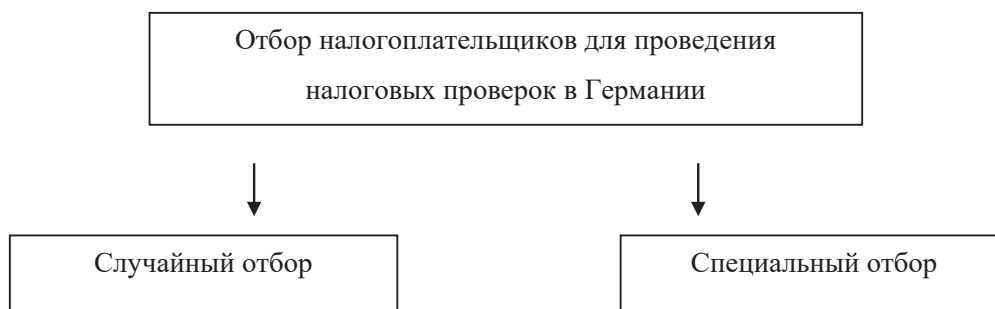 Отбор налогоплательщиков для проведения
налоговых проверок в Германии
Случайный отбор
Специальный отбор